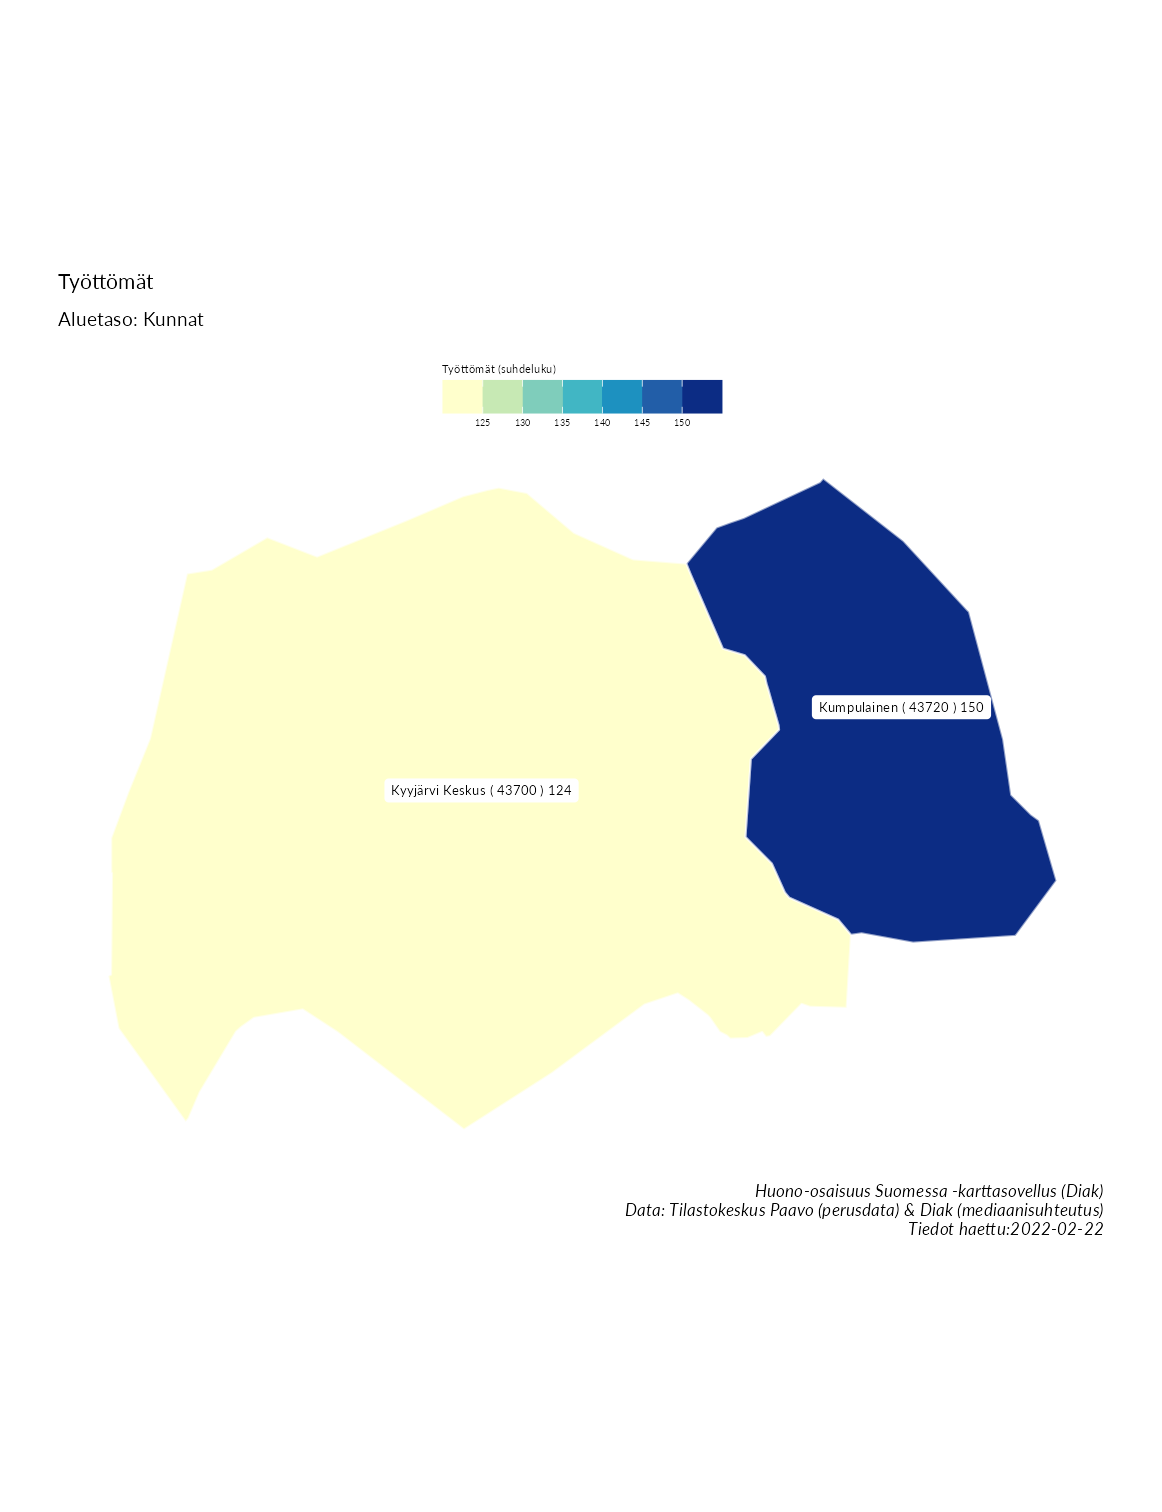 Työttömät
Aluetaso: Kunnat
Työttömät (suhdeluku)
125 130 135 140 145 150
Kumpulainen ( 43720 ) 150
Kyyjärvi Keskus ( 43700 ) 124
Huono-osaisuus Suomessa -karttasovellus (Diak)
Data: Tilastokeskus Paavo (perusdata) & Diak (mediaanisuhteutus)
Tiedot haettu:2022-02-22